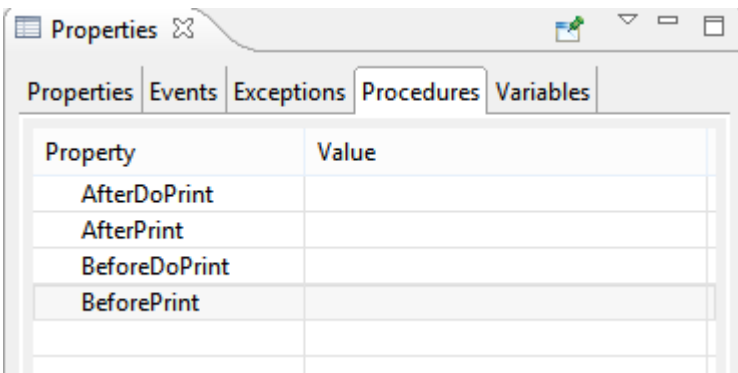 Properties
Properties Events Exceptions Procedures Variables
Property Value
AfterDoPrint
AfterPrint
BeforeDoPrint
BeforePrint